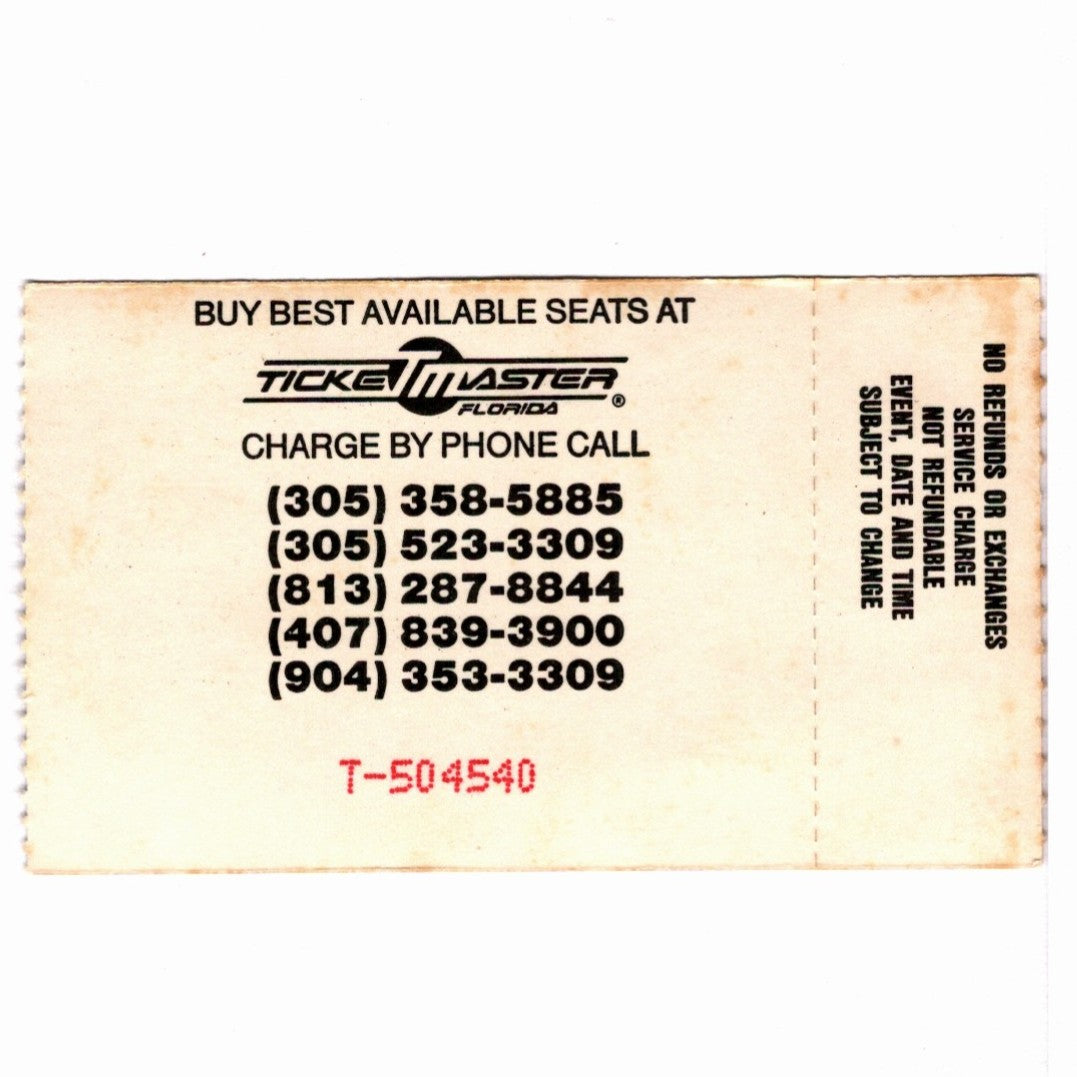 BUY BEST AVAILABLE SEATS AT
TICKETMASTER
FLORIDA ®
CHARGE BY PHONE CALL
(305) 358-5885
(305) 523-3309
(813) 287-8844
(407) 839-3900
(904) 353-3309
T-504540
NO REFUNDS OR EXCHANGES
SERVICE CHARGE
NOT REFUNDABLE
EVENT, DATE AND TIME
SUBJECT TO CHANGE